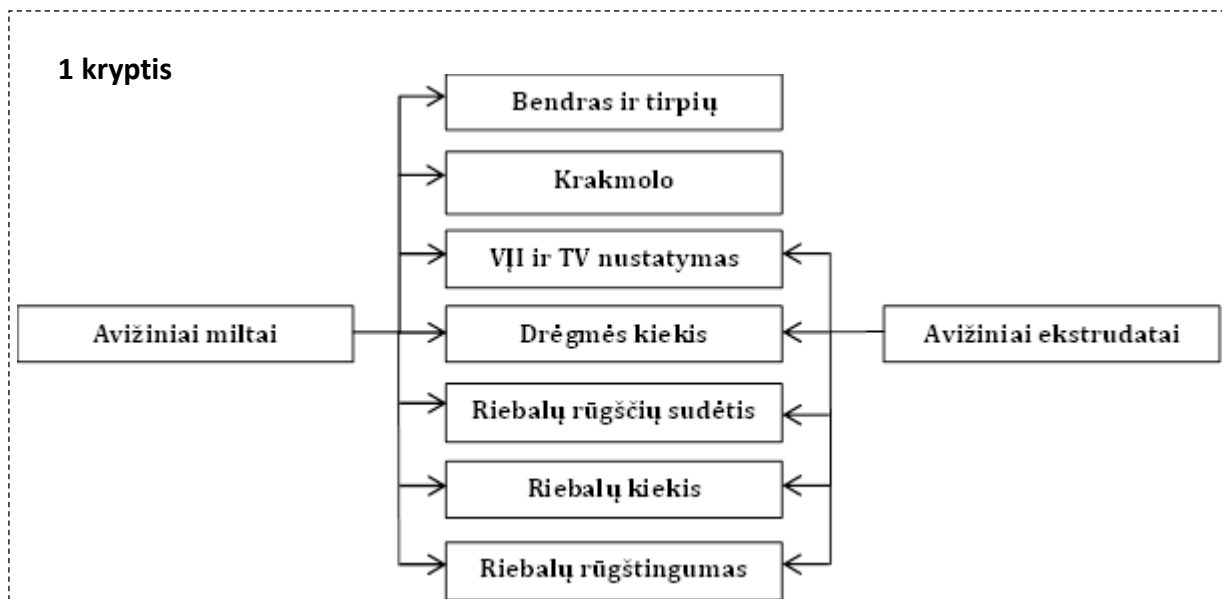 1 kryptis
Bendras ir tirpių
Krakmolo
VĮI ir TV nustatymas
Avižiniai miltai
Drėgmės kiekis
Avižiniai ekstrudatai
Riebalų rūgščių sudėtis
Riebalų kiekis
Riebalų rūgštingumas